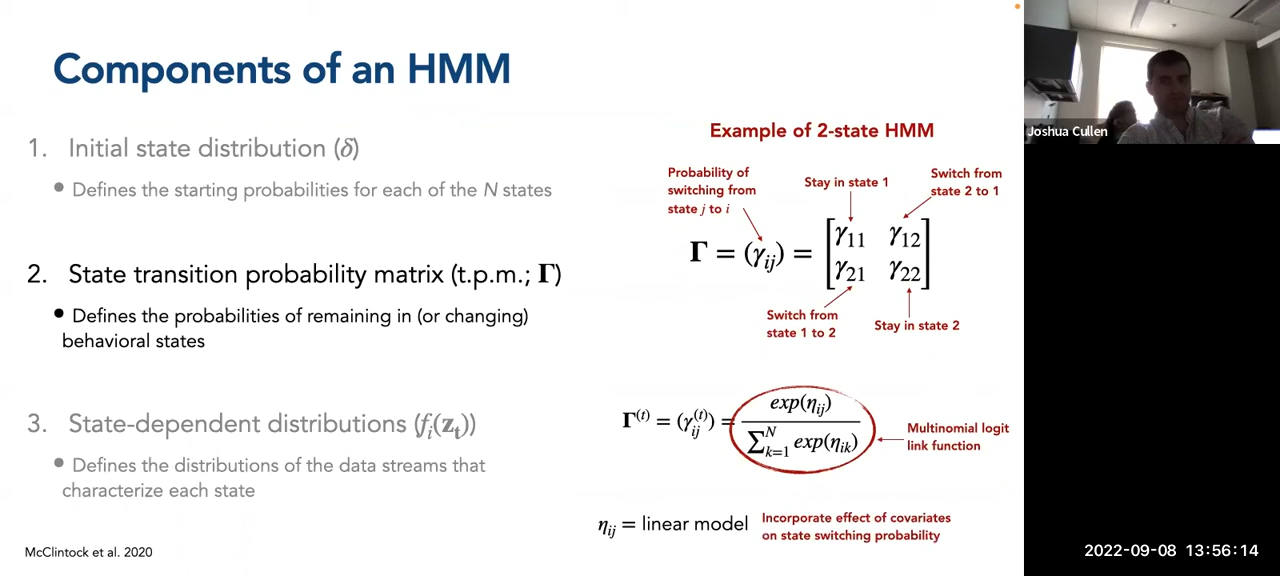 Components of an HMM
1. Initial state distribution (δ)
• Defines the starting probabilities for each of the N states
2. State transition probability matrix (t.p.m.; Γ)
• Defines the probabilities of remaining in (or changing)
behavioral states
3. State-dependent distributions (fᵢ(zₜ))
• Defines the distributions of the data streams that
characterize each state
McClintock et al. 2020
Example of 2-state HMM
Probability of
switching from
state j to i
Stay in state 1
Switch from
state 2 to 1
Γ = (γᵢⱼ) = [γ₁₁ γ₁₂
γ₂₁ γ₂₂]
Switch from
state 1 to 2
Stay in state 2
Γ⁽ᵗ⁾ = (γᵢⱼ⁽ᵗ⁾) = exp(ηᵢⱼ) / ∑ₖ₌₁ᴺ exp(ηᵢₖ)
Multinomial logit
link function
ηᵢⱼ = linear model
Incorporate effect of covariates
on state switching probability
Joshua Cullen
2022-09-08 13:56:14